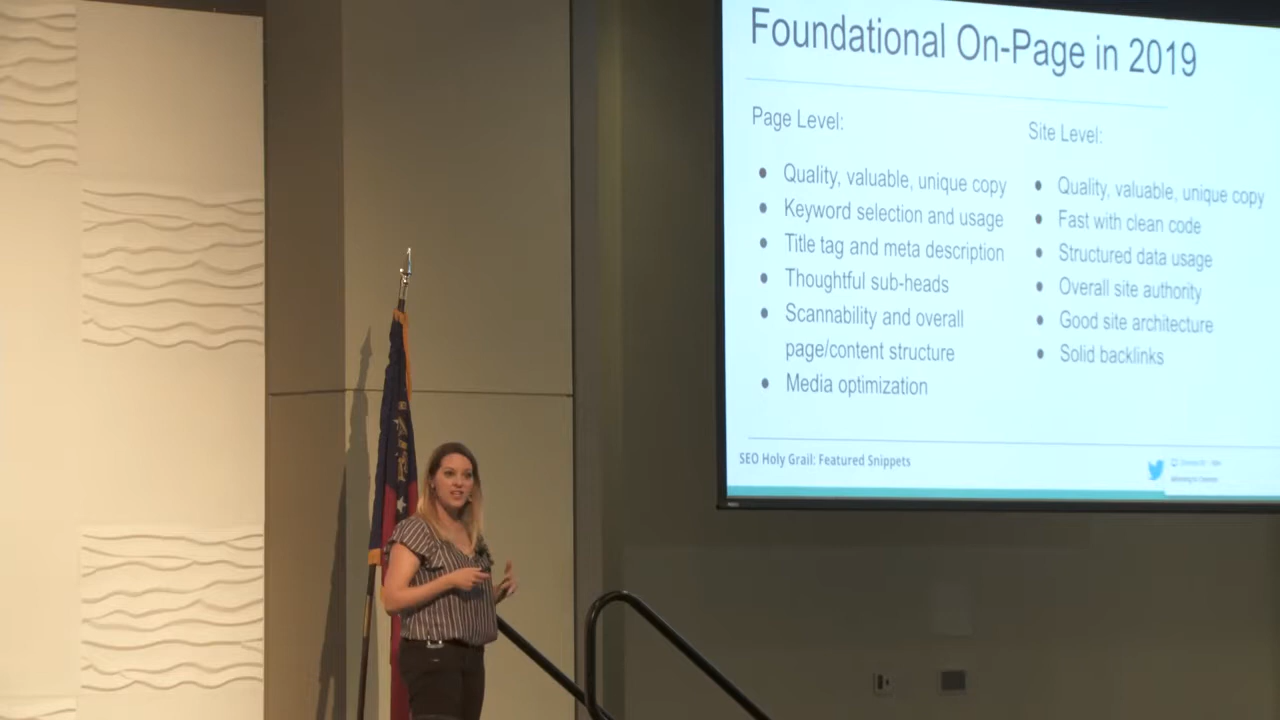 Foundational On-Page in 2019
Page Level:
Quality, valuable, unique copy
Keyword selection and usage
Title tag and meta description
Thoughtful sub-heads
Scannability and overall
page/content structure
Media optimization
Site Level:
Quality, valuable, unique copy
Fast with clean code
Structured data usage
Overall site authority
Good site architecture
Solid backlinks
SEO Holy Grail: Featured Snippets